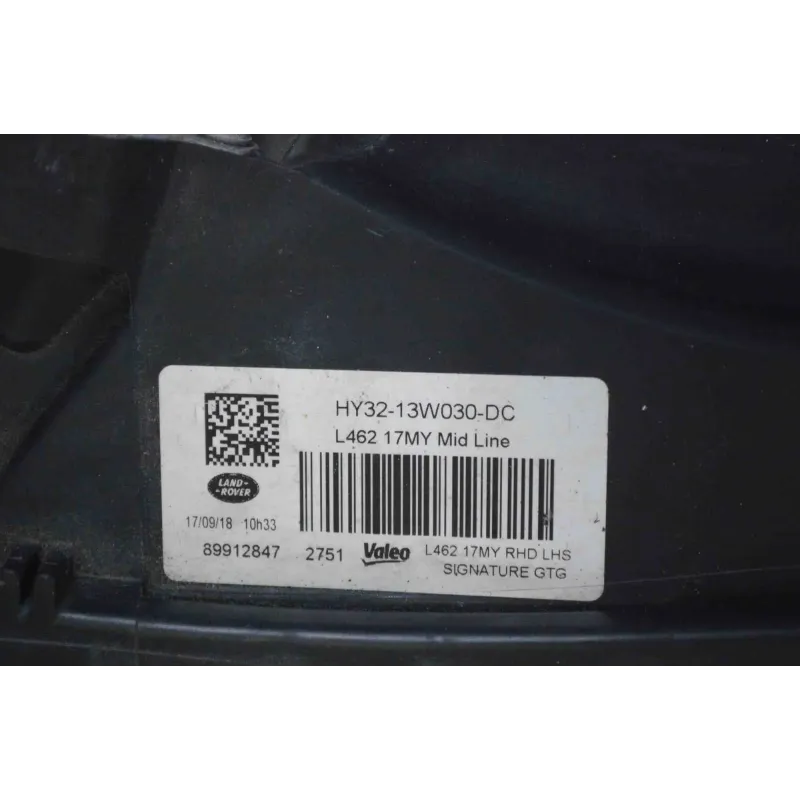 HY32-13W030-DC
L462 17MY Mid Line
LAND-
-ROVER
17/09/18 10h33
89912847 2751 Valeo L462 17MY RHD LHS
SIGNATURE GTG